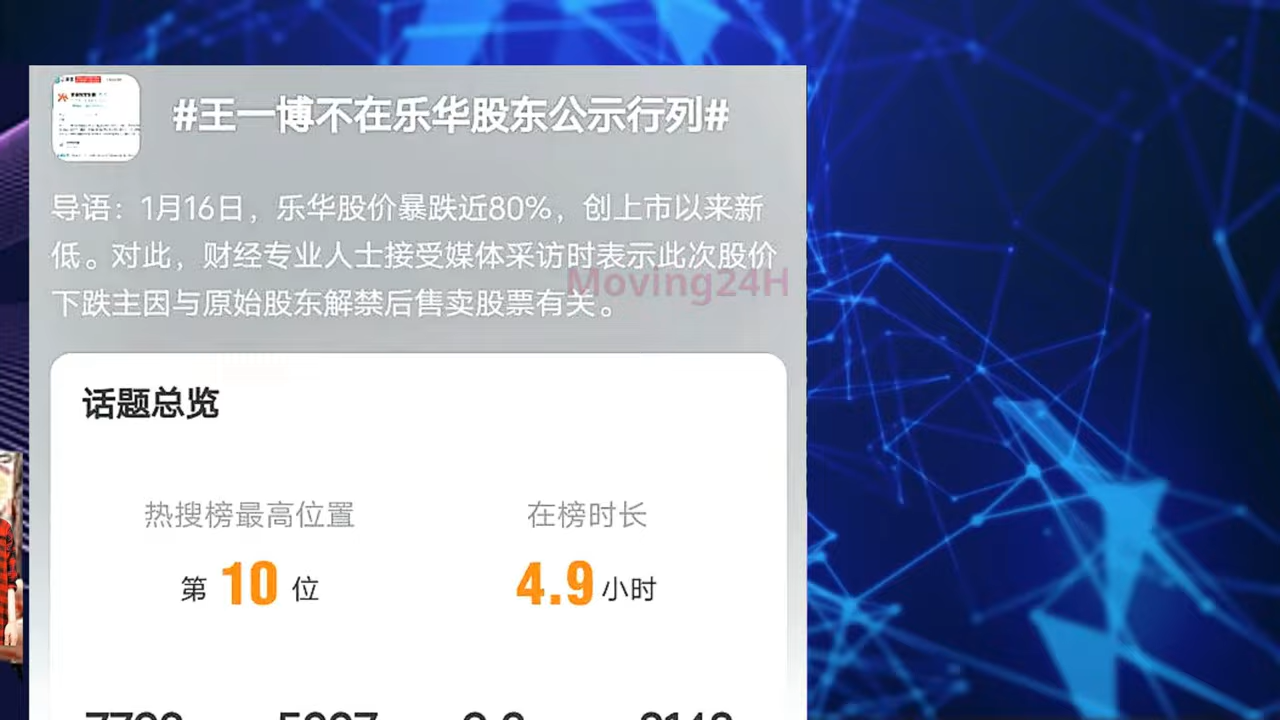 #王一博不在乐华股东公示行列#
导语：1月16日，乐华股价暴跌近80%，创上市以来新
低。对此，财经专业人士接受媒体采访时表示此次股价
下跌主因与原始股东解禁后售卖股票有关。
Moving24H
话题总览
热搜榜最高位置 在榜时长
第 10 位 4.9 小时